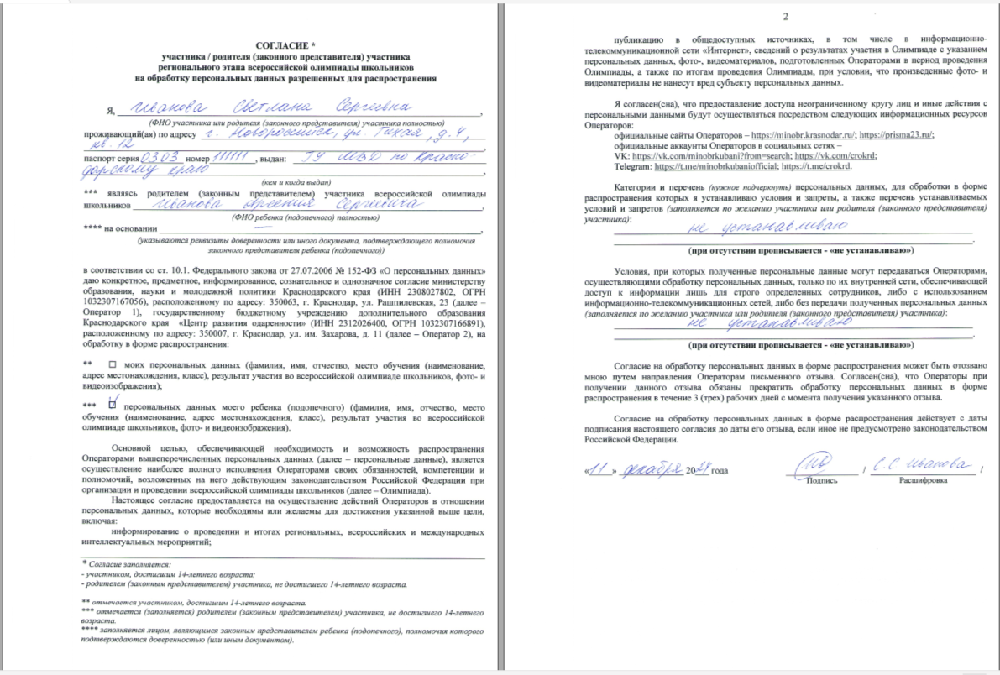 СОГЛАСИЕ *
участника / родителя (законного представителя) участника
регионального этапа всероссийской олимпиады школьников
на обработку персональных данных разрешенных для распространения
Я, Иванова Светлана Сергеевна,
(ФИО участника или родителя (законного представителя) участника полностью)
проживающий(ая) по адресу г. Новороссийск, ул. Тихая, д. 4,
кв. 12
паспорт серия 0303 номер 111111, выдан: ГУ МВД по Красно-
дарскому краю
(кем и когда выдан)
*** являясь родителем (законным представителем) участника всероссийской олимпиады
школьников Иванова Арсения Сергеевича,
(ФИО ребенка (подопечного) полностью)
**** на основании —,
(указываются реквизиты доверенности или иного документа, подтверждающего полномочия
законного представителя ребенка (подопечного))
в соответствии со ст. 10.1. Федерального закона от 27.07.2006 № 152-ФЗ «О персональных данных»
даю конкретное, предметное, информированное, сознательное и однозначное согласие министерству
образования, науки и молодежной политики Краснодарского края (ИНН 2308027802, ОГРН
1032307167056), расположенному по адресу: 350063, г. Краснодар, ул. Рашпилевская, 23 (далее –
Оператор 1), государственному бюджетному учреждению дополнительного образования
Краснодарского края «Центр развития одаренности» (ИНН 2312026400, ОГРН 1032307166891),
расположенному по адресу: 350007, г. Краснодар, ул. им. Захарова, д. 11 (далее – Оператор 2), на
обработку в форме распространения:
** ☐ моих персональных данных (фамилия, имя, отчество, место обучения (наименование,
адрес местонахождения, класс), результат участия во всероссийской олимпиаде школьников, фото- и
видеоизображения);
*** ☑ персональных данных моего ребенка (подопечного) (фамилия, имя, отчество, место
обучения (наименование, адрес местонахождения, класс), результат участия во всероссийской
олимпиаде школьников, фото- и видеоизображения).
Основной целью, обеспечивающей необходимость и возможность распространения
Операторами вышеперечисленных персональных данных (далее – персональные данные), является
осуществление наиболее полного исполнения Операторами своих обязанностей, компетенции и
полномочий, возложенных на него действующим законодательством Российской Федерации при
организации и проведении всероссийской олимпиады школьников (далее – Олимпиада).
Настоящее согласие предоставляется на осуществление действий Операторов в отношении
персональных данных, которые необходимы или желаемы для достижения указанной выше цели,
включая:
информирование о проведении и итогах региональных, всероссийских и международных
интеллектуальных мероприятий;
* Согласие заполняется:
- участником, достигшим 14-летнего возраста;
- родителем (законным представителем) участника, не достигшего 14-летнего возраста.
** отмечается участником, достигшим 14-летнего возраста.
*** отмечается (заполняется) родителем (законным представителем) участника, не достигшего 14-летнего
возраста.
**** заполняется лицом, являющимся законным представителем ребенка (подопечного), полномочия которого
подтверждаются доверенностью (или иным документом).
2
публикацию в общедоступных источниках, в том числе в информационно-
телекоммуникационной сети «Интернет», сведений о результатах участия в Олимпиаде с указанием
персональных данных, фото-, видеоматериалов, подготовленных Операторами в период проведения
Олимпиады, а также по итогам проведения Олимпиады, при условии, что произведенные фото- и
видеоматериалы не нанесут вред субъекту персональных данных.
Я согласен(сна), что предоставление доступа неограниченному кругу лиц и иные действия с
персональными данными будут осуществляться посредством следующих информационных ресурсов
Операторов:
официальные сайты Операторов – https://minobr.krasnodar.ru/; https://prisma23.ru/;
официальные аккаунты Операторов в социальных сетях –
VK: https://vk.com/minobrkubani?from=search; https://vk.com/crokrd;
Telegram: https://t.me/minobrkubaniofficial; https://t.me/crokrd.
Категории и перечень (нужное подчеркнуть) персональных данных, для обработки в форме
распространения которых я устанавливаю условия и запреты, а также перечень устанавливаемых
условий и запретов (заполняется по желанию участника или родителя (законного представителя)
участника):
не устанавливаю
(при отсутствии прописывается - «не устанавливаю»)
Условия, при которых полученные персональные данные могут передаваться Операторами,
осуществляющими обработку персональных данных, только по их внутренней сети, обеспечивающей
доступ к информации лишь для строго определенных сотрудников, либо с использованием
информационно-телекоммуникационных сетей, либо без передачи полученных персональных данных
(заполняется по желанию участника или родителя (законного представителя) участника):
не устанавливаю
(при отсутствии прописывается - «не устанавливаю»)
Согласие на обработку персональных данных в форме распространения может быть отозвано
мною путем направления Операторам письменного отзыва. Согласен(сна), что Операторы при
получении данного отзыва обязаны прекратить обработку персональных данных в форме
распространения в течение 3 (трех) рабочих дней с момента получения указанного отзыва.
Согласие на обработку персональных данных в форме распространения действует с даты
подписания настоящего согласия до даты его отзыва, если иное не предусмотрено законодательством
Российской Федерации.
«11» декабря 2024 года / С.С. Иванова /
Подпись Расшифровка